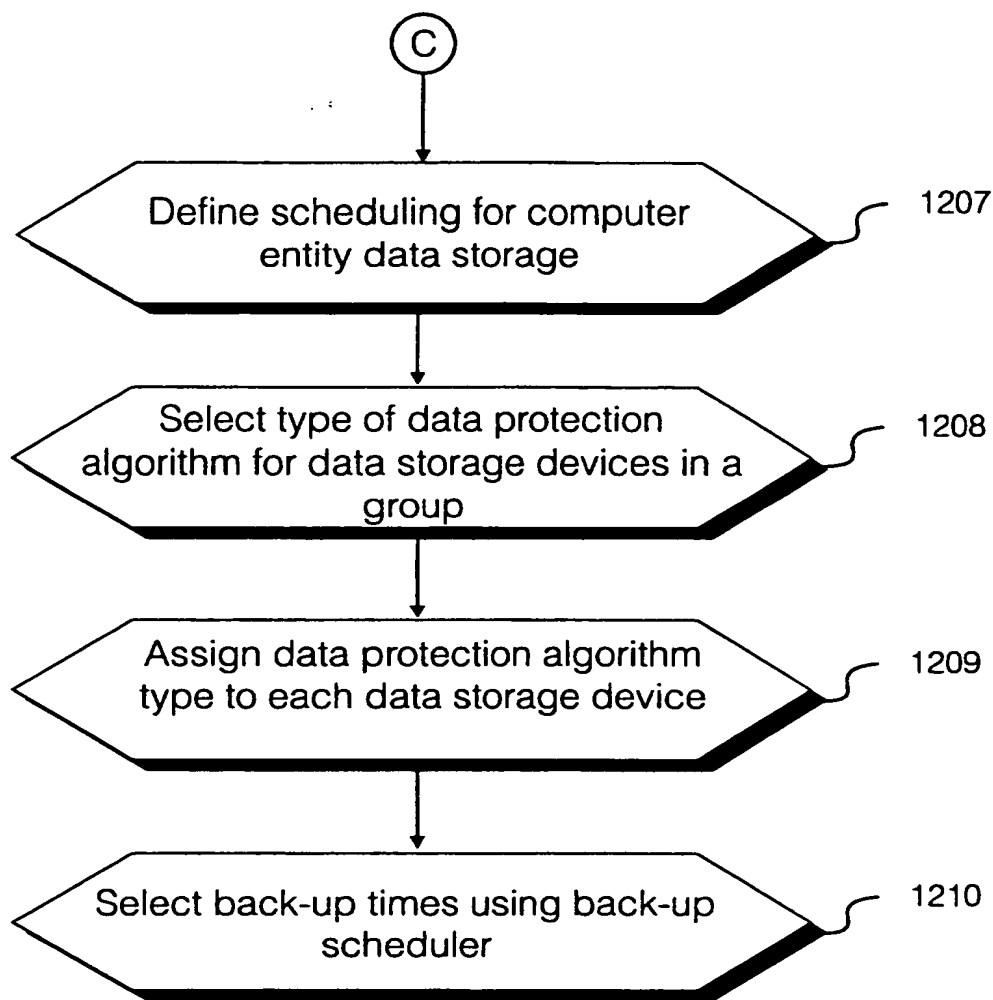 C
Define scheduling for computer
entity data storage
1207
Select type of data protection
algorithm for data storage devices in a
group
1208
Assign data protection algorithm
type to each data storage device
1209
Select back-up times using back-up
scheduler
1210